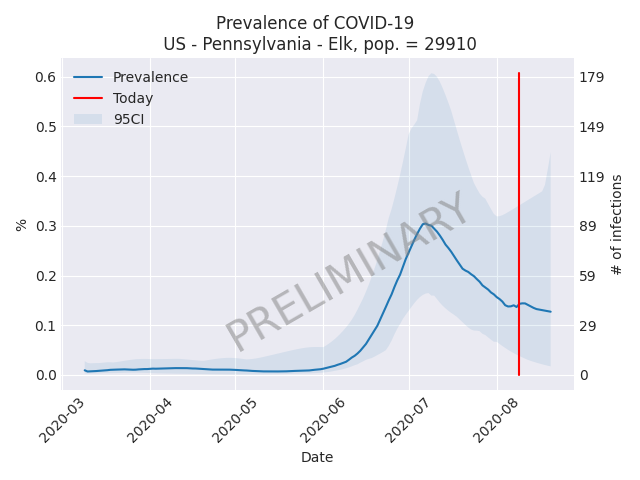 Prevalence of COVID-19
US - Pennsylvania - Elk, pop. = 29910
Prevalence
Today
95CI
PRELIMINARY
%
0.6
0.5
0.4
0.3
0.2
0.1
0.0
179
149
119
89
59
29
0
# of infections
2020-03
2020-04
2020-05
2020-06
2020-07
2020-08
Date